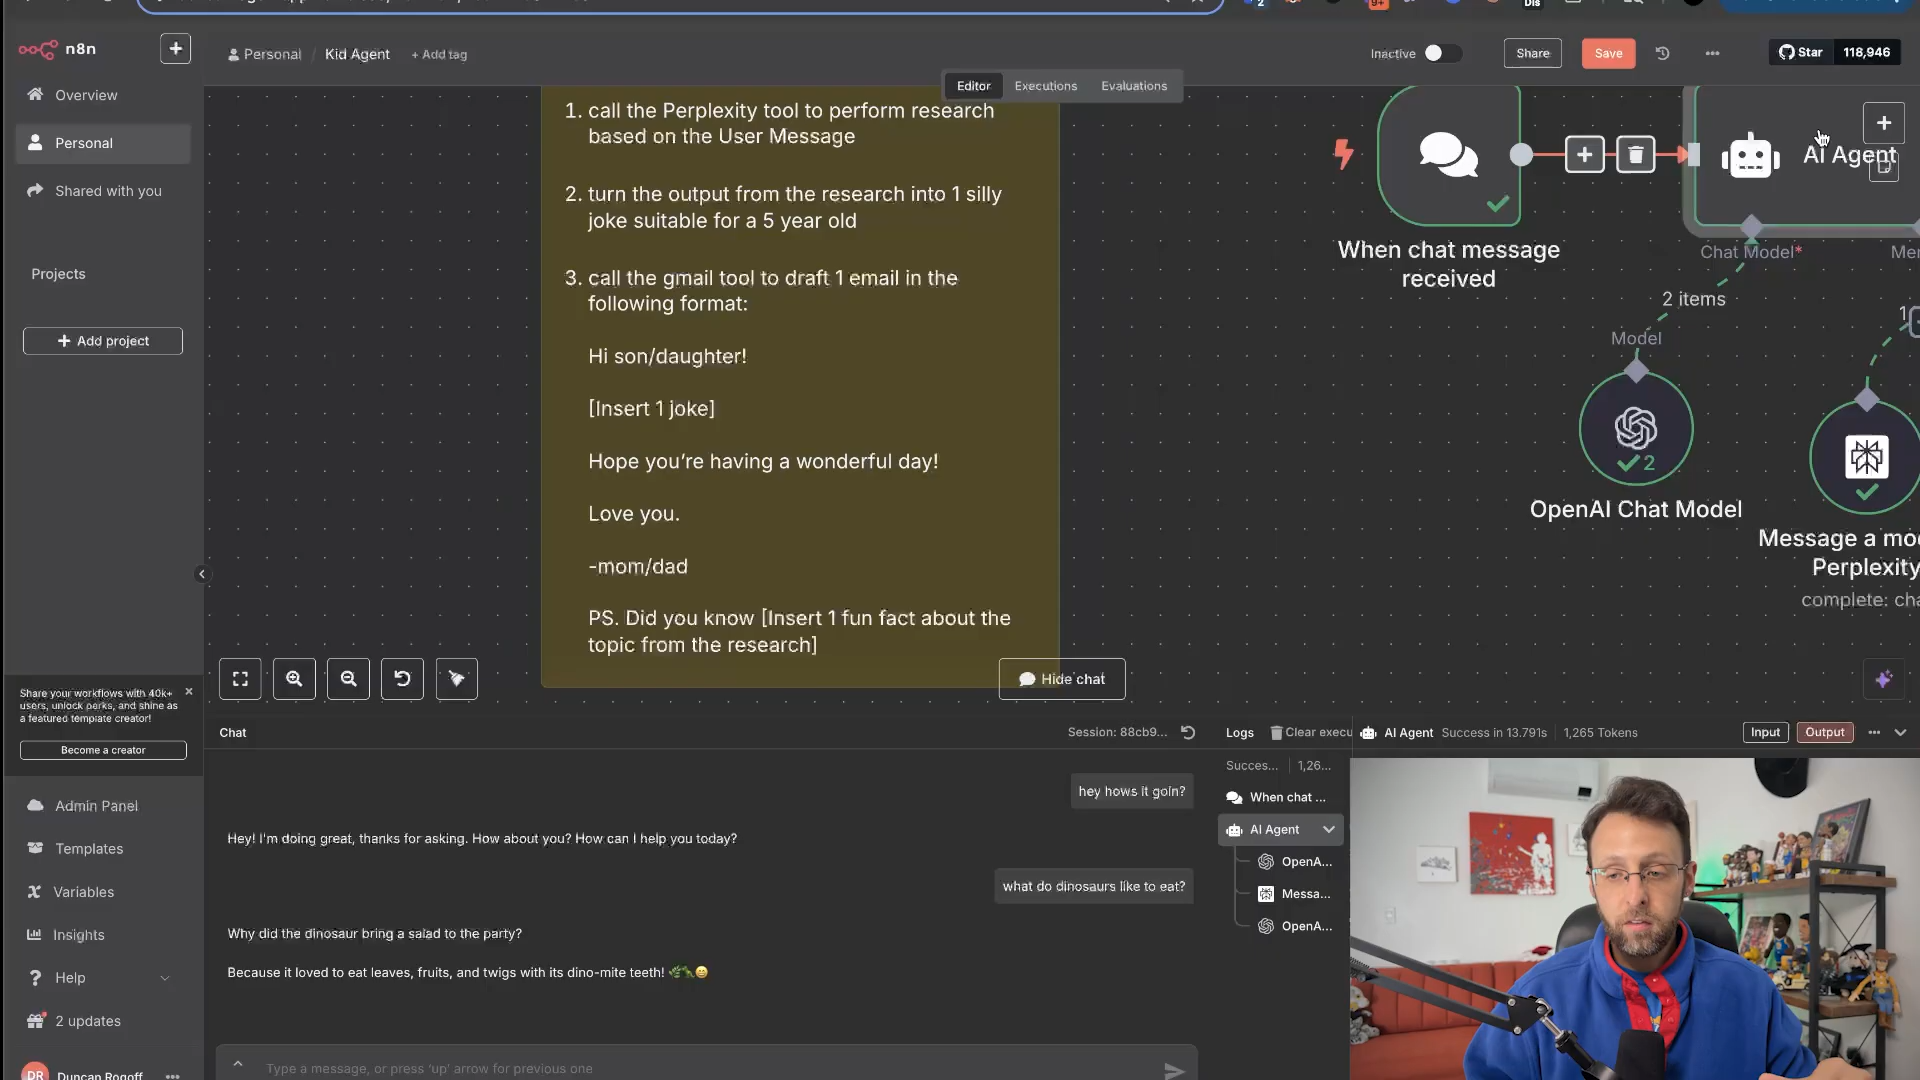 n8n
Personal / Kid Agent + Add tag
Inactive
Share
Save
Star 118,946
Editor Executions Evaluations
Overview
Personal
Shared with you
Projects
Add project
Share your workflows with 40k+
users, unlock perks, and shine as
a featured template creator!
Become a creator
Admin Panel
Templates
Variables
Insights
Help
2 updates
DR Duncan Rogoff
1. call the Perplexity tool to perform research
based on the User Message
2. turn the output from the research into 1 silly
joke suitable for a 5 year old
3. call the gmail tool to draft 1 email in the
following format:
Hi son/daughter!
[Insert 1 joke]
Hope you're having a wonderful day!
Love you.
-mom/dad
PS. Did you know [Insert 1 fun fact about the
topic from the research]
Hide chat
When chat message
received
AI Agent
Chat Model*
2 items
Model
2
OpenAI Chat Model
Message a mo
Perplexity
complete: cha
1
Chat
Session: 88cb9...
hey hows it goin?
Hey! I'm doing great, thanks for asking. How about you? How can I help you today?
what do dinosaurs like to eat?
Why did the dinosaur bring a salad to the party?
Because it loved to eat leaves, fruits, and twigs with its dino-mite teeth!
Type a message, or press 'up' arrow for previous one
Logs Clear execu
Succes... 1,26...
When chat ...
AI Agent
OpenA...
Messa...
OpenA...
AI Agent Success in 13.791s 1,265 Tokens
Input
Output